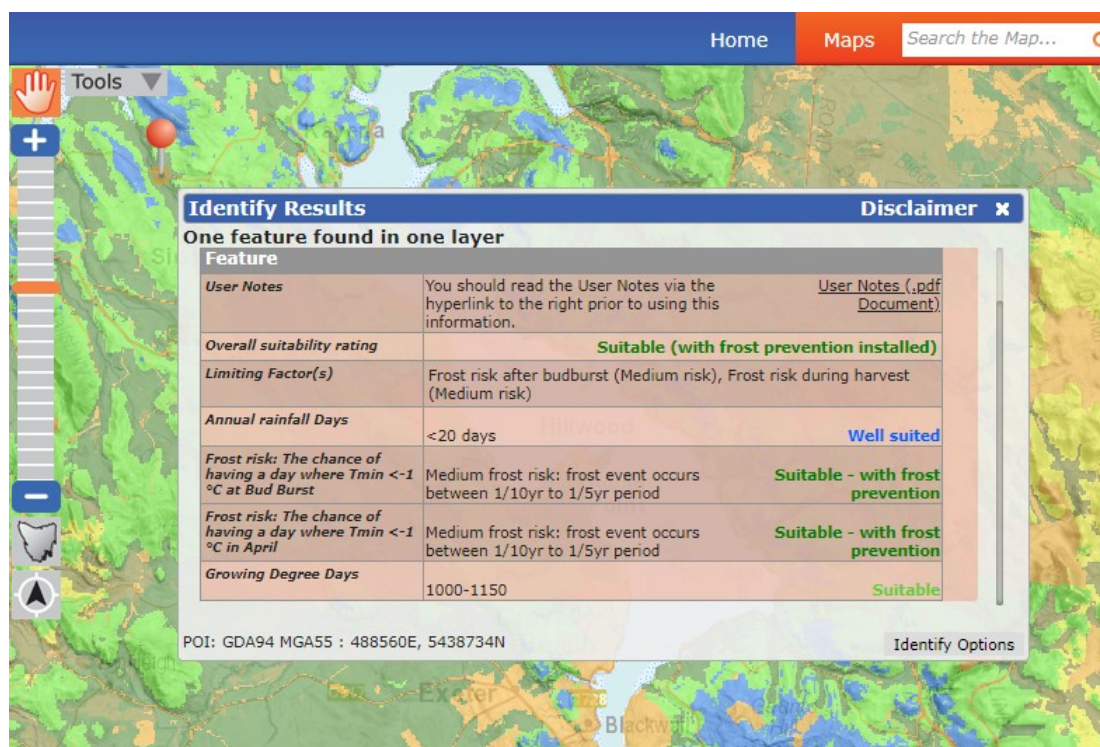 Home Maps Search the Map...
Tools
Kayena
ROAD
Identify Results Disclaimer x
One feature found in one layer
Feature
User Notes
You should read the User Notes via the
hyperlink to the right prior to using this
information.
User Notes (.pdf
Document)
Overall suitability rating
Suitable (with frost prevention installed)
Limiting Factor(s)
Frost risk after budburst (Medium risk), Frost risk during harvest
(Medium risk)
Annual rainfall Days
<20 days
Well suited
Frost risk: The chance of
having a day where Tmin <-1
°C at Bud Burst
Medium frost risk: frost event occurs
between 1/10yr to 1/5yr period
Suitable - with frost
prevention
Frost risk: The chance of
having a day where Tmin <-1
°C in April
Medium frost risk: frost event occurs
between 1/10yr to 1/5yr period
Suitable - with frost
prevention
Growing Degree Days
1000-1150
Suitable
Hillwood
POI: GDA94 MGA55 : 488560E, 5438734N
Identify Options
Exeter